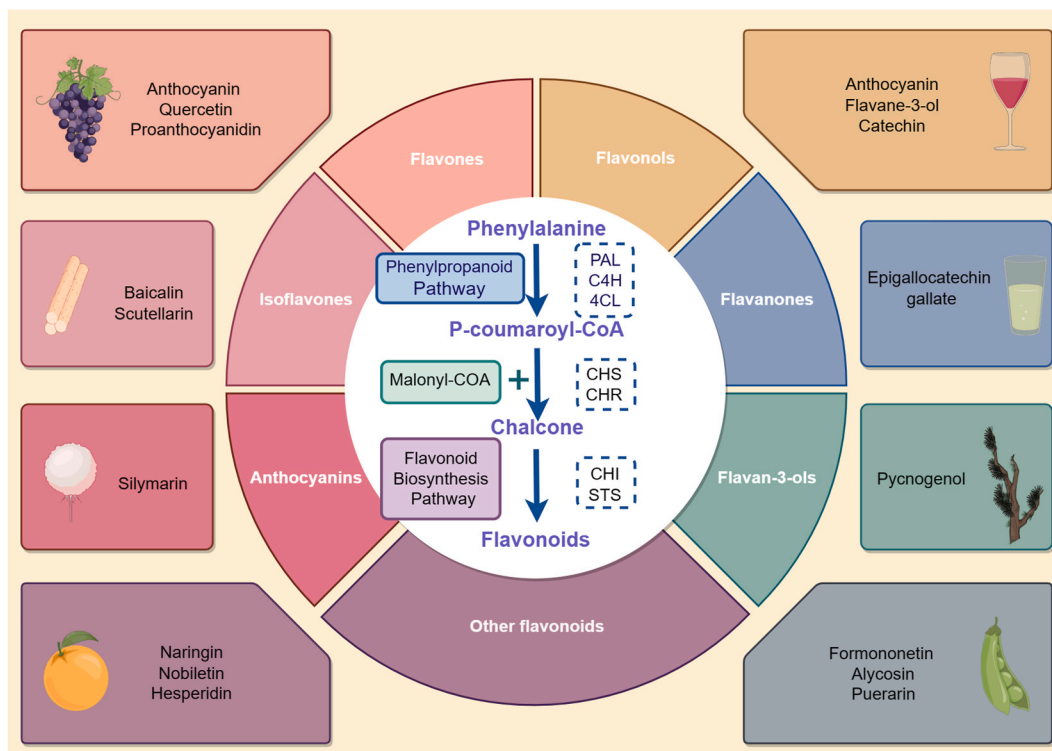 Anthocyanin
Quercetin
Proanthocyanidin
Anthocyanin
Flavane-3-ol
Catechin
Flavones
Flavonols
Isoflavones
Flavanones
Anthocyanins
Flavan-3-ols
Other flavonoids
Phenylalanine
Phenylpropanoid
Pathway
PAL
C4H
4CL
P-coumaroyl-CoA
Malonyl-COA
+
CHS
CHR
Chalcone
Flavonoid
Biosynthesis
Pathway
CHI
STS
Flavonoids
Baicalin
Scutellarin
Epigallocatechin
gallate
Silymarin
Pycnogenol
Naringin
Nobiletin
Hesperidin
Formononetin
Alycosin
Puerarin